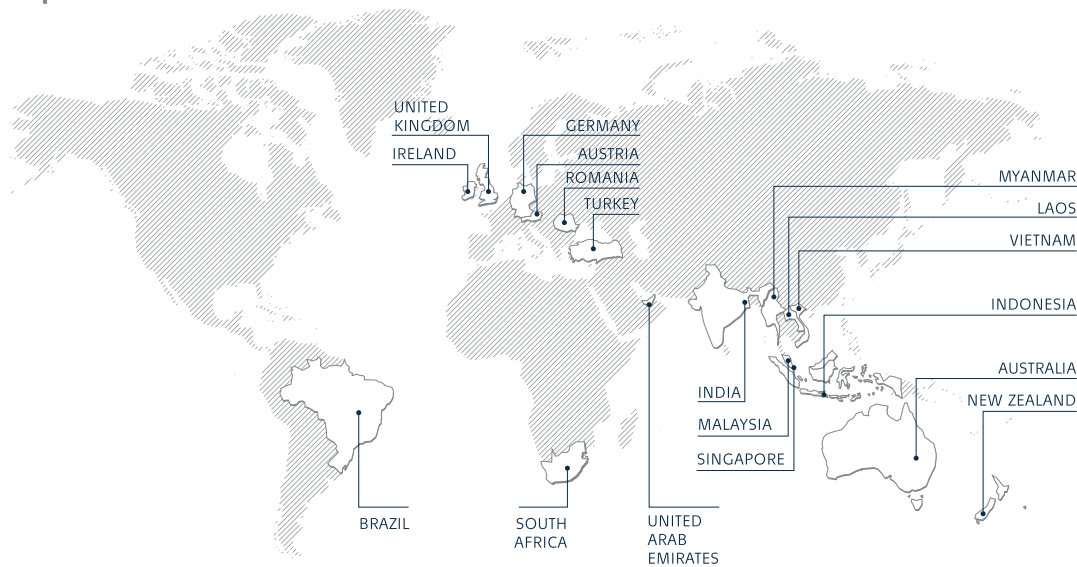 UNITED
KINGDOM
IRELAND
GERMANY
AUSTRIA
ROMANIA
TURKEY
MYANMAR
LAOS
VIETNAM
INDONESIA
AUSTRALIA
NEW ZEALAND
INDIA
MALAYSIA
SINGAPORE
BRAZIL
SOUTH
AFRICA
UNITED
ARAB
EMIRATES